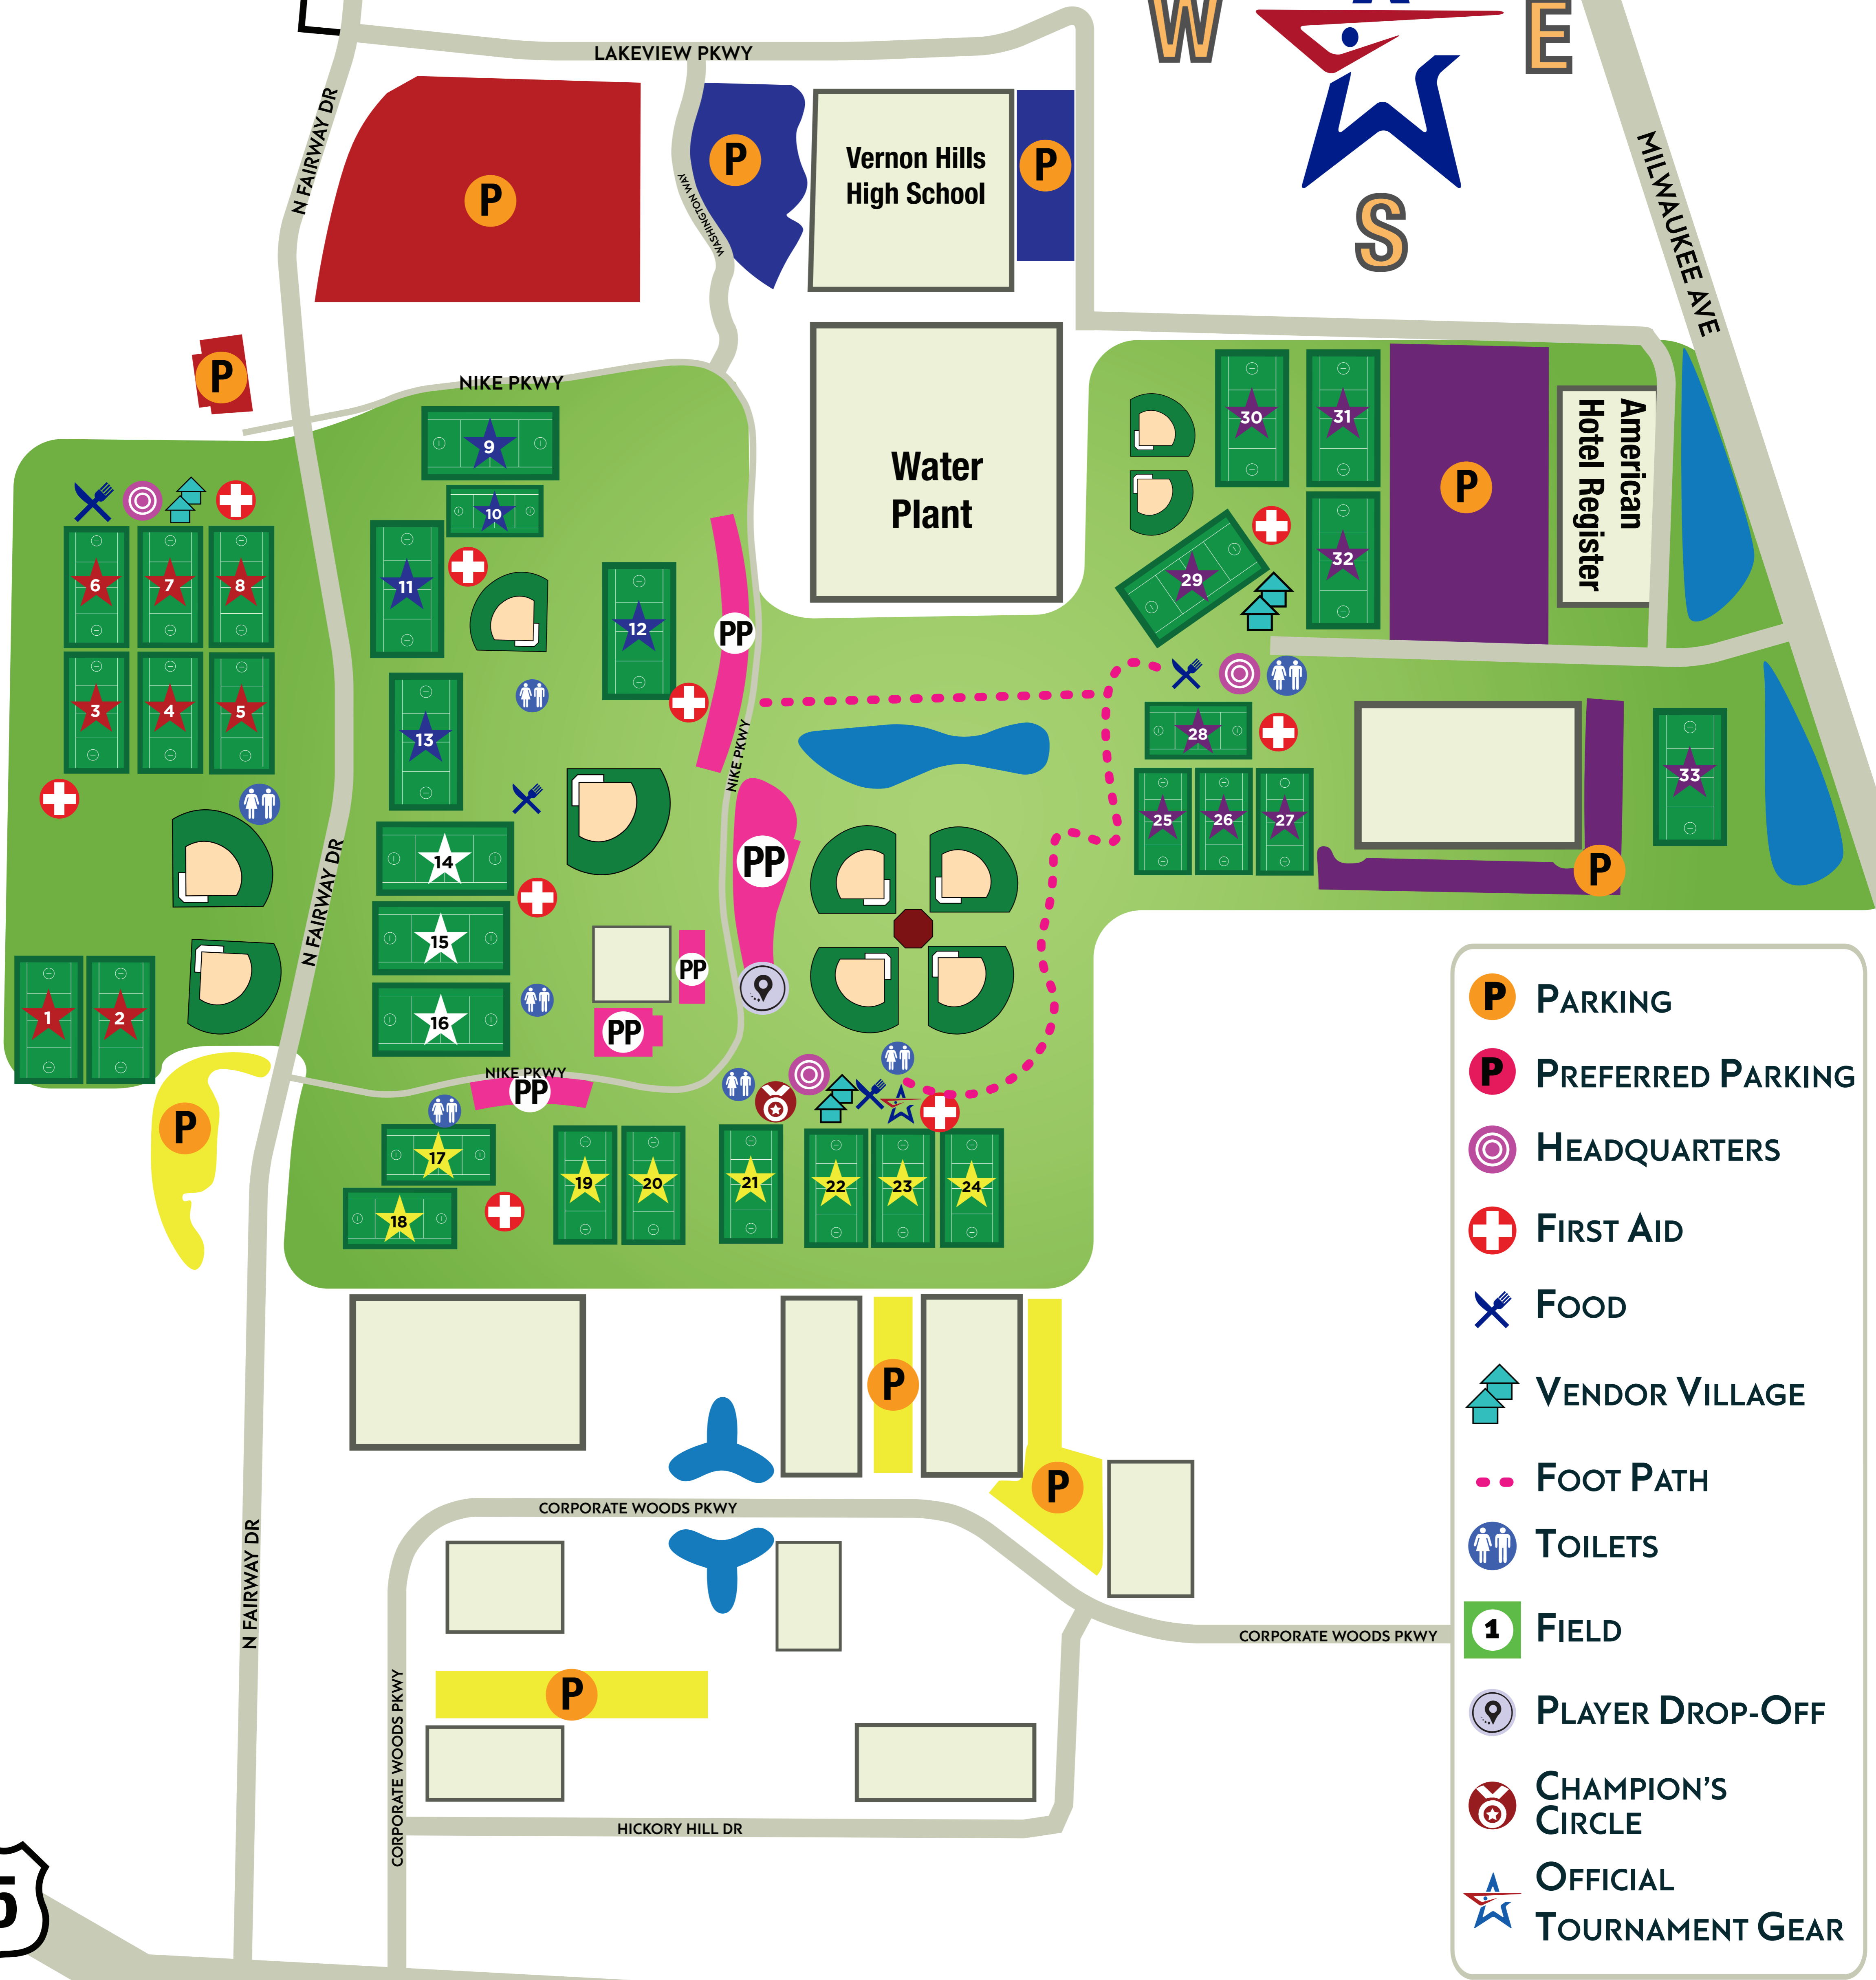 W
E
S
LAKEVIEW PKWY
N FAIRWAY DR
P
P
WASHINGTON WAY
Vernon Hills
High School
P
MILWAUKEE AVE
P
NIKE PKWY
9
10
11
12
13
PP
6
7
8
3
4
5
1
2
Water
Plant
30
31
32
29
P
American
Hotel Register
28
25
26
27
33
P
NIKE PKWY
PP
14
15
16
PP
PP
N FAIRWAY DR
NIKE PKWY
PP
P
17
18
19
20
21
22
23
24
P
P
CORPORATE WOODS PKWY
N FAIRWAY DR
P
CORPORATE WOODS PKWY
CORPORATE WOODS PKWY
HICKORY HILL DR
5
P PARKING
P PREFERRED PARKING
HEADQUARTERS
FIRST AID
FOOD
VENDOR VILLAGE
FOOT PATH
TOILETS
1 FIELD
PLAYER DROP-OFF
CHAMPION'S
CIRCLE
OFFICIAL
TOURNAMENT GEAR